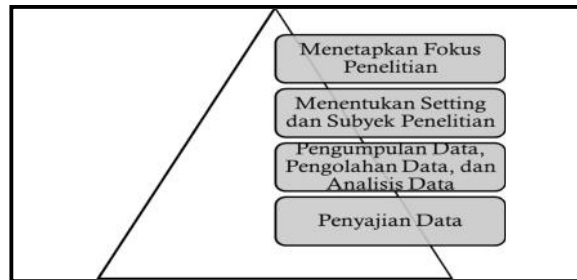 Menetapkan Fokus
Penelitian
Menentukan Setting
dan Subyek Penelitian
Pengumpulan Data,
Pengolahan Data, dan
Analisis Data
Penyajian Data